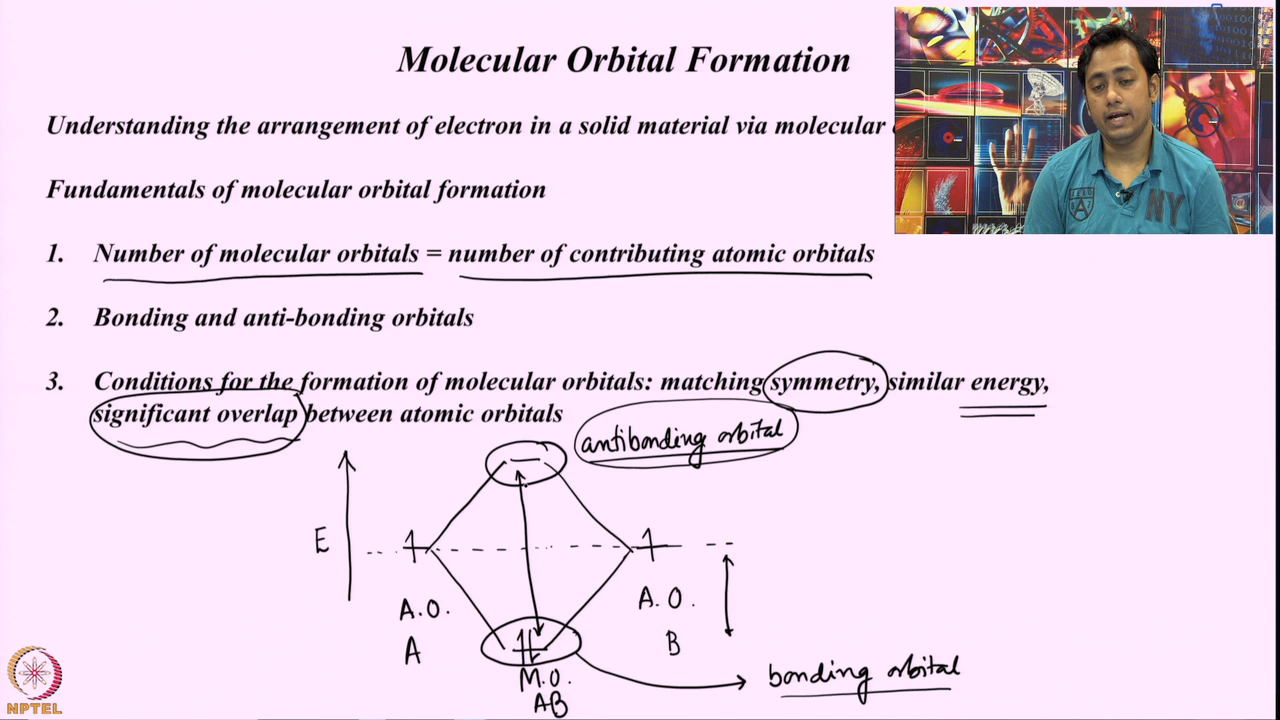 Molecular Orbital Formation
Understanding the arrangement of electron in a solid material via molecular
Fundamentals of molecular orbital formation
1. Number of molecular orbitals = number of contributing atomic orbitals
2. Bonding and anti-bonding orbitals
3. Conditions for the formation of molecular orbitals: matching symmetry, similar energy,
significant overlap between atomic orbitals
antibonding orbital
E
A.O.
A
A.O.
B
M.O.
AB
bonding orbital
NY
NPTEL